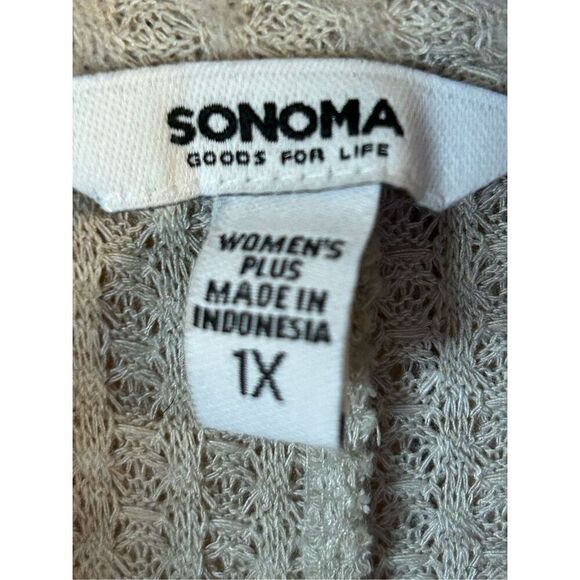 SONOMA
GOODS FOR LIFE
WOMEN'S
PLUS
MADE IN
INDONESIA
1X